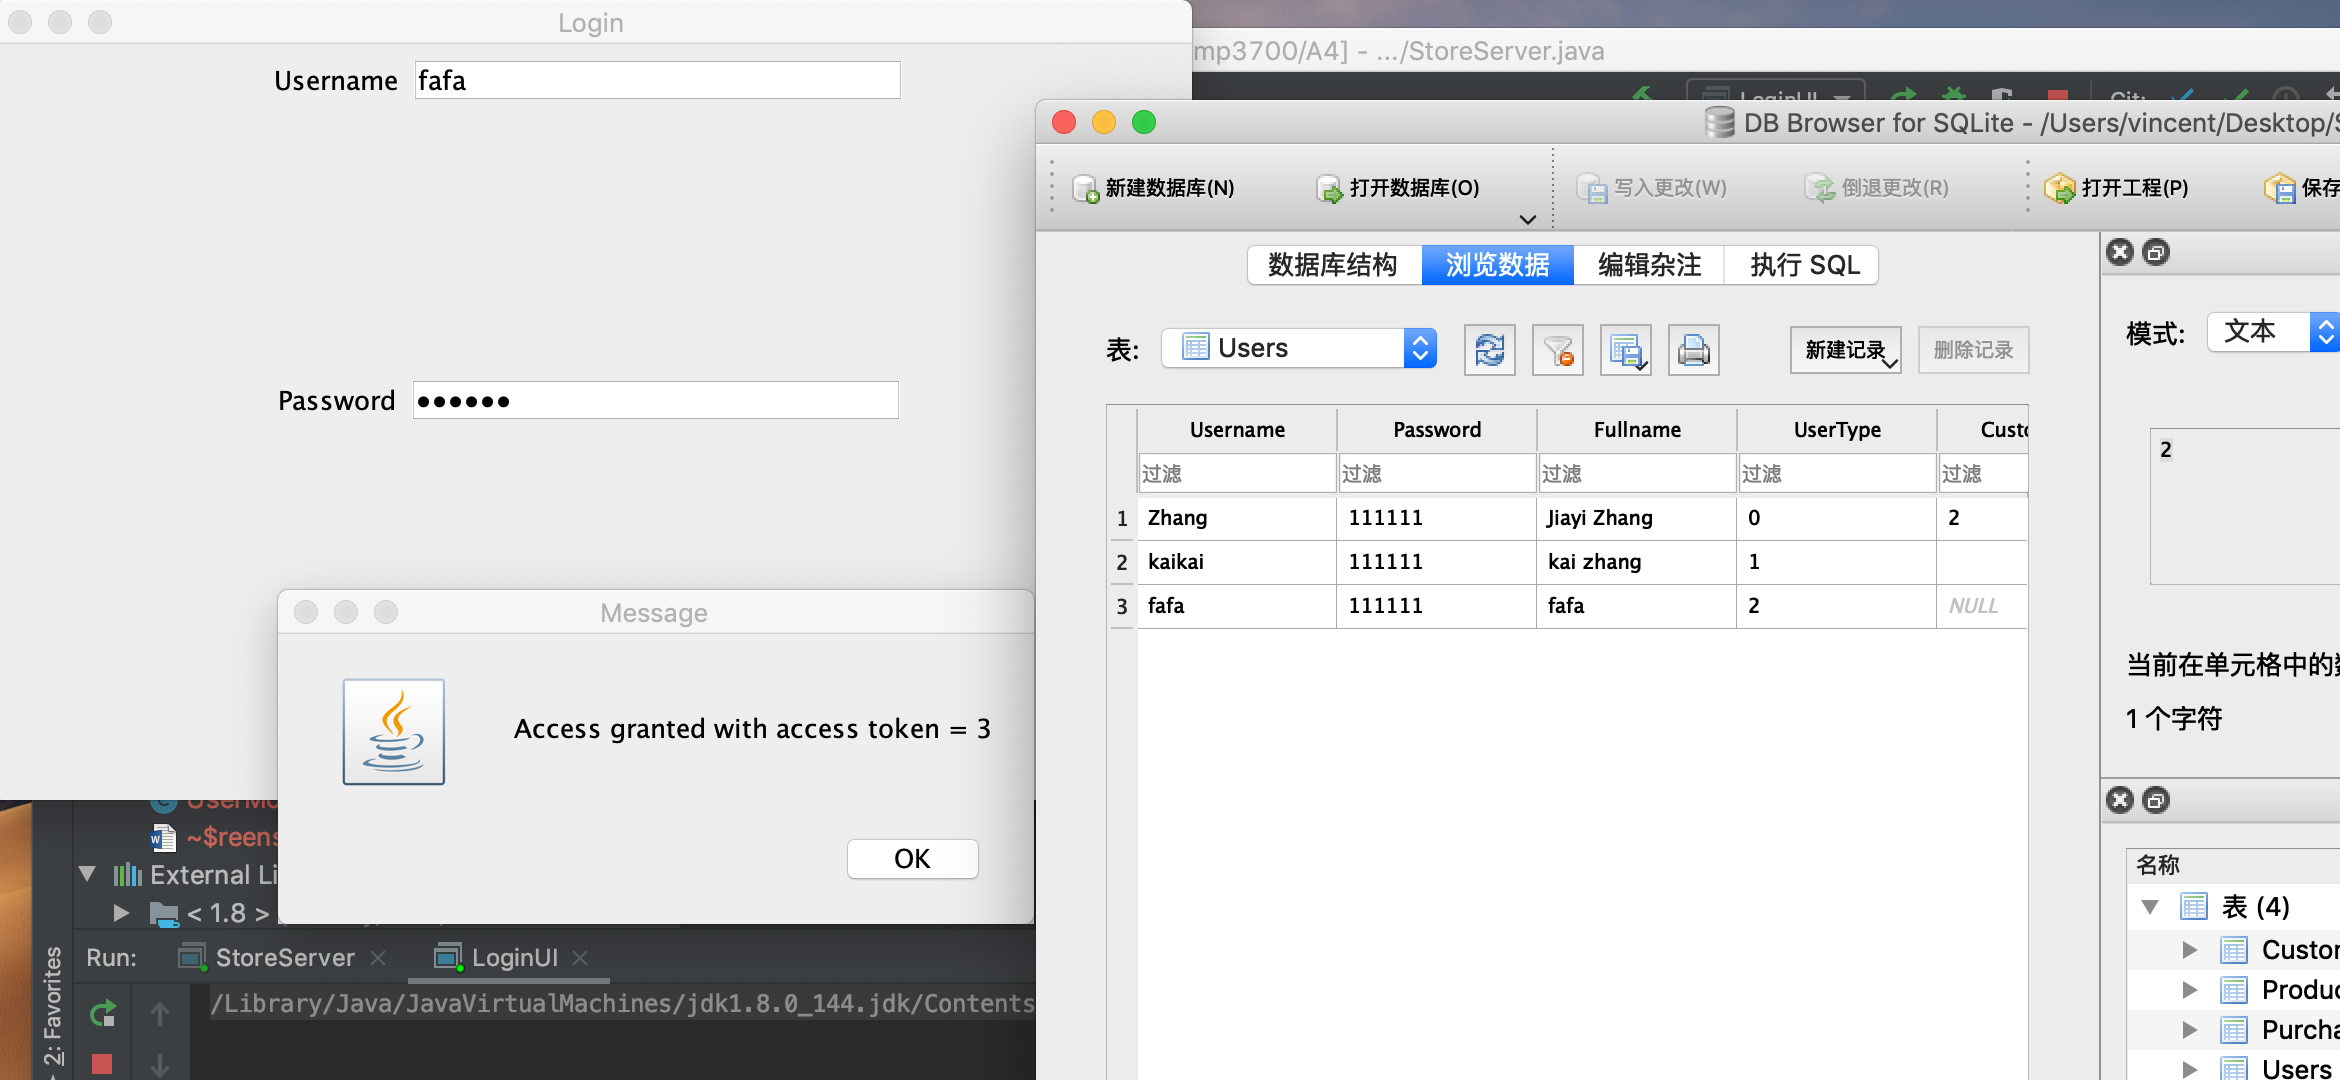 Login
Username fafa
Password ●●●●●●
Message
Access granted with access token = 3
OK
~$reens
External Li
< 1.8 >
Run: StoreServer LoginUI
/Library/Java/JavaVirtualMachines/jdk1.8.0_144.jdk/Contents
2: Favorites
mp3700/A4] - .../StoreServer.java
LoginUI Git:
DB Browser for SQLite - /Users/vincent/Desktop/S
新建数据库(N) 打开数据库(O) 写入更改(W) 倒退更改(R) 打开工程(P) 保存
数据库结构 浏览数据 编辑杂注 执行 SQL
表: Users 新建记录 删除记录
Username Password Fullname UserType Custo
过滤 过滤 过滤 过滤 过滤
1 Zhang 111111 Jiayi Zhang 0 2
2 kaikai 111111 kai zhang 1
3 fafa 111111 fafa 2 NULL
模式: 文本
2
当前在单元格中的数
1 个字符
名称
表 (4)
Custor
Produc
Purcha
Users